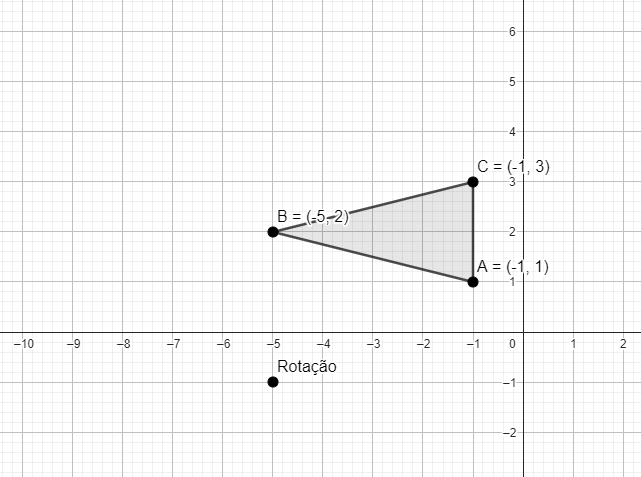 6
5
4
C = (-1, 3)
3
B = (-5, 2)
2
A = (-1, 1)
1
–10 –9 –8 –7 –6 –5 –4 –3 –2 –1 0 1 2
Rotação
–1
–2